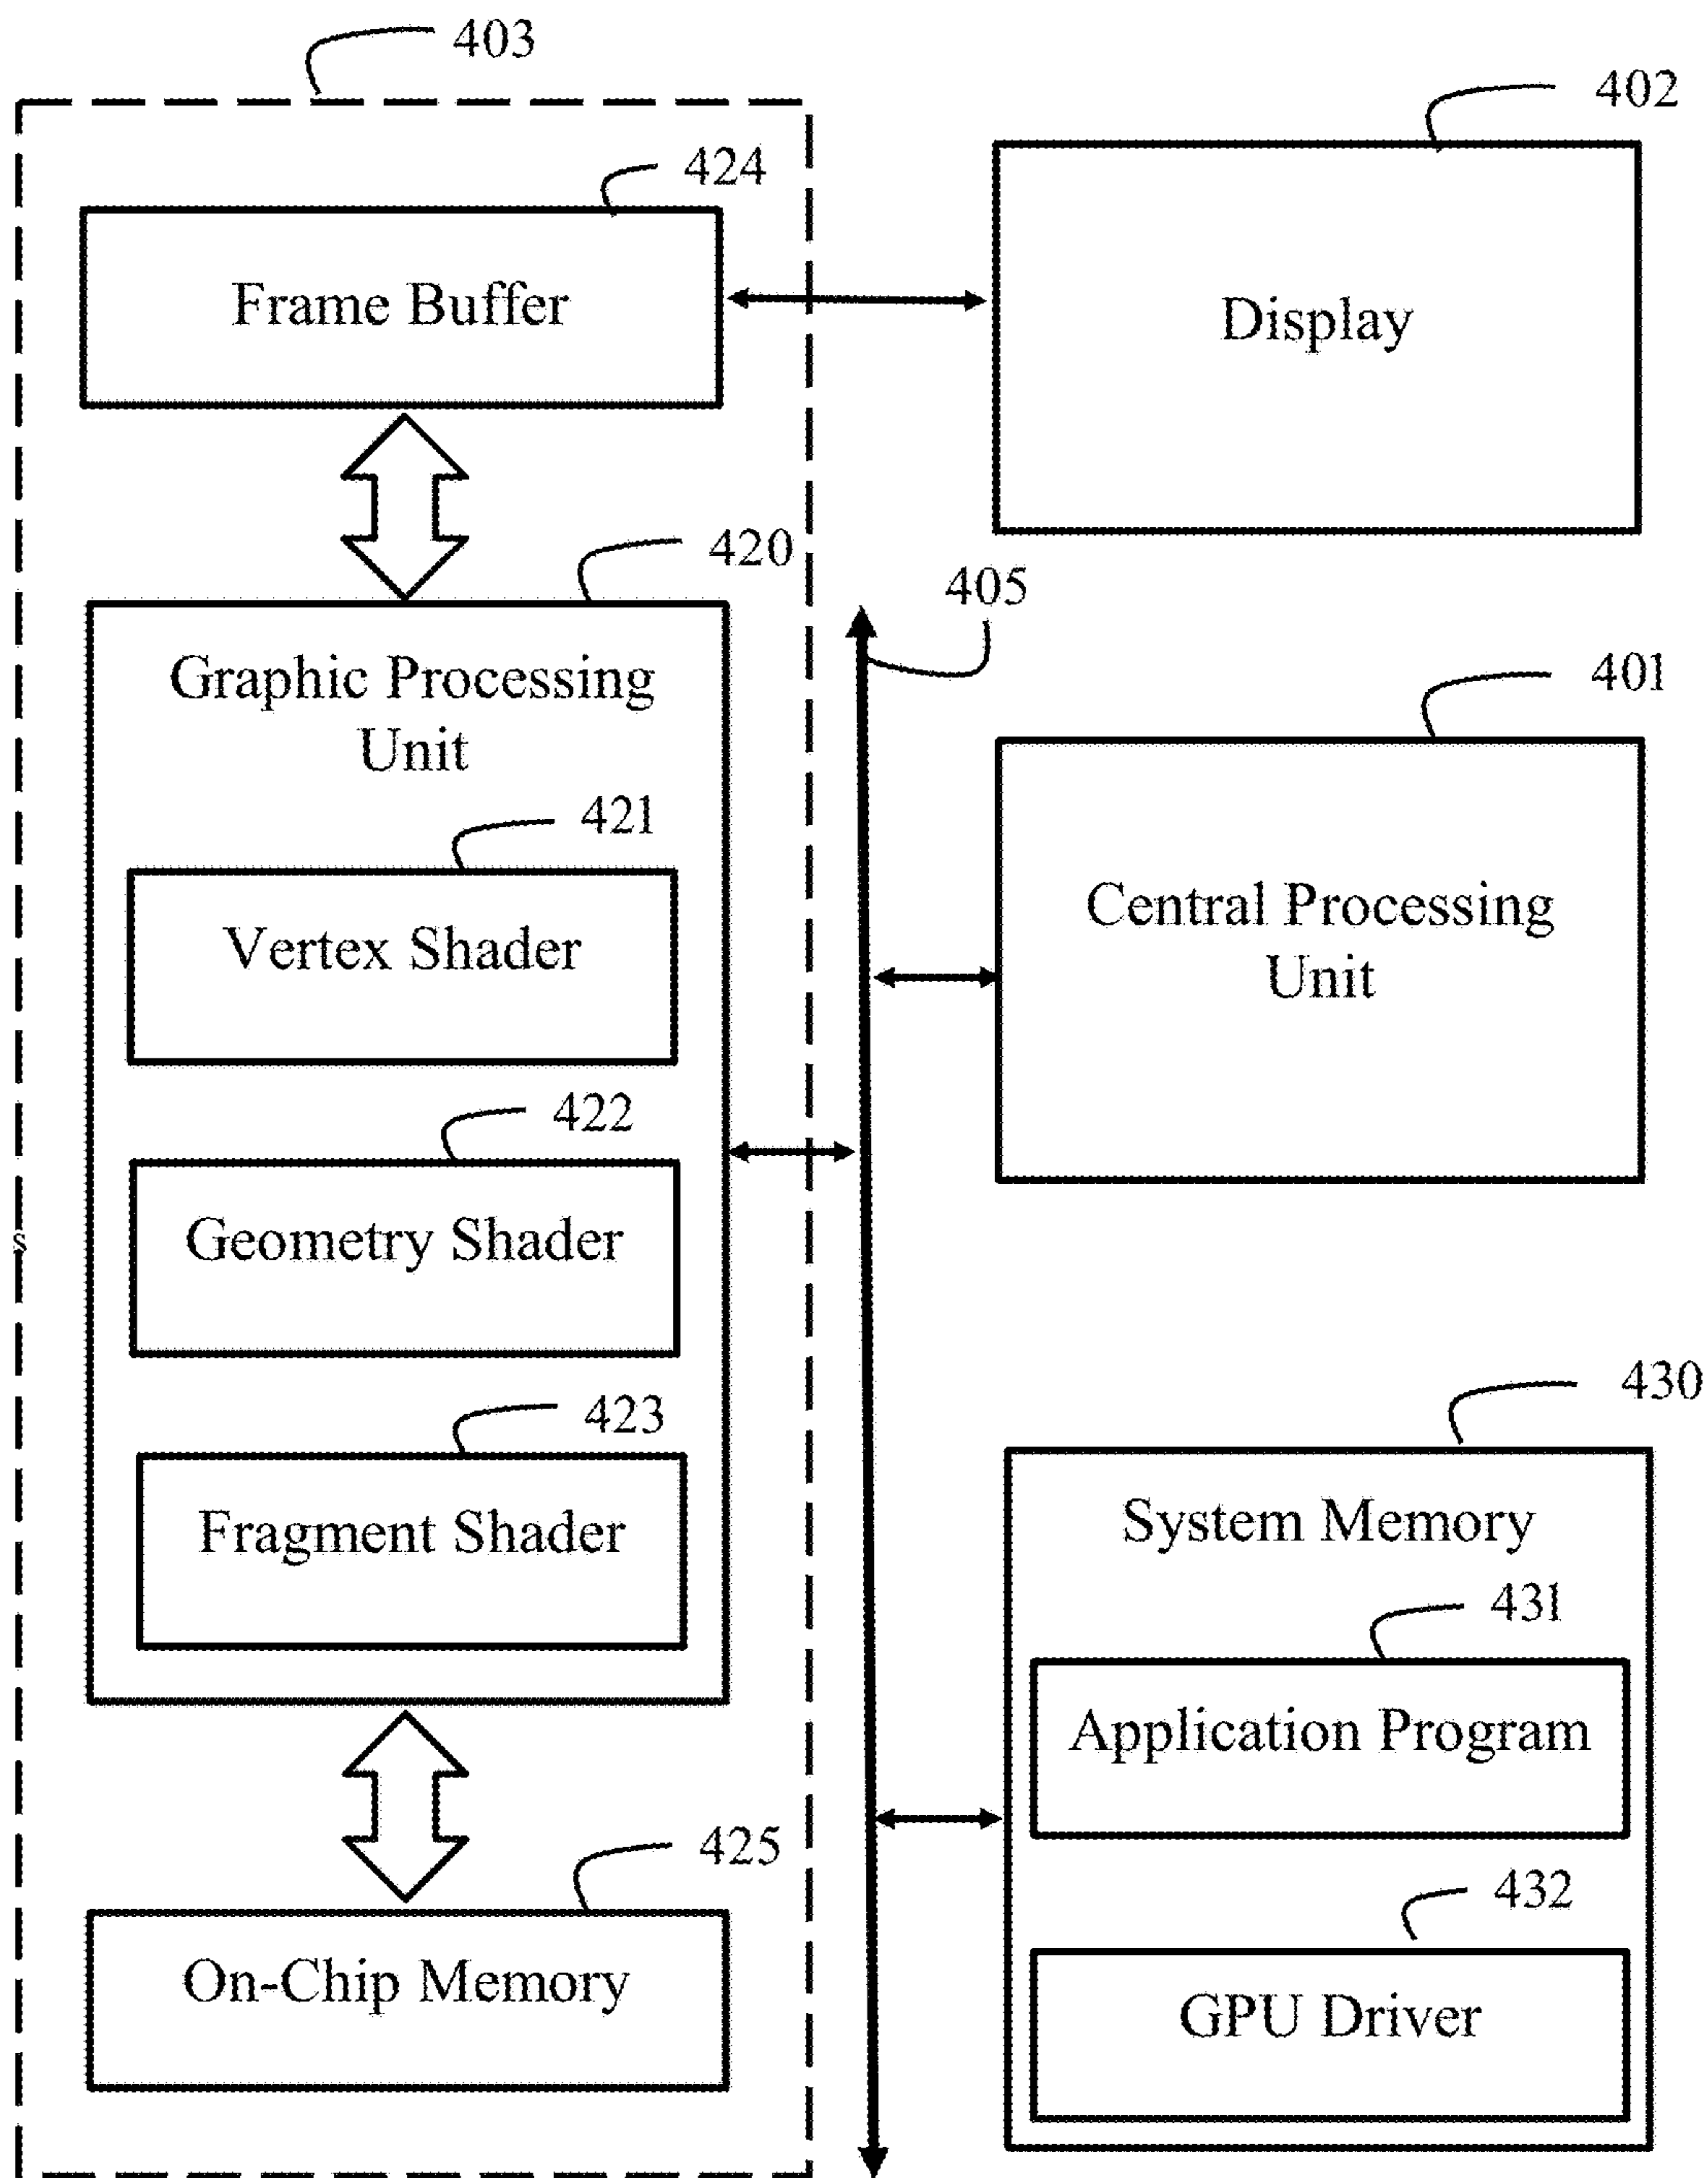 403
402
424
Frame Buffer
Display
420
405
Graphic Processing
Unit
401
421
Vertex Shader
Central Processing
Unit
422
Geometry Shader
s
430
423
Fragment Shader
System Memory
431
Application Program
425
432
On-Chip Memory
GPU Driver